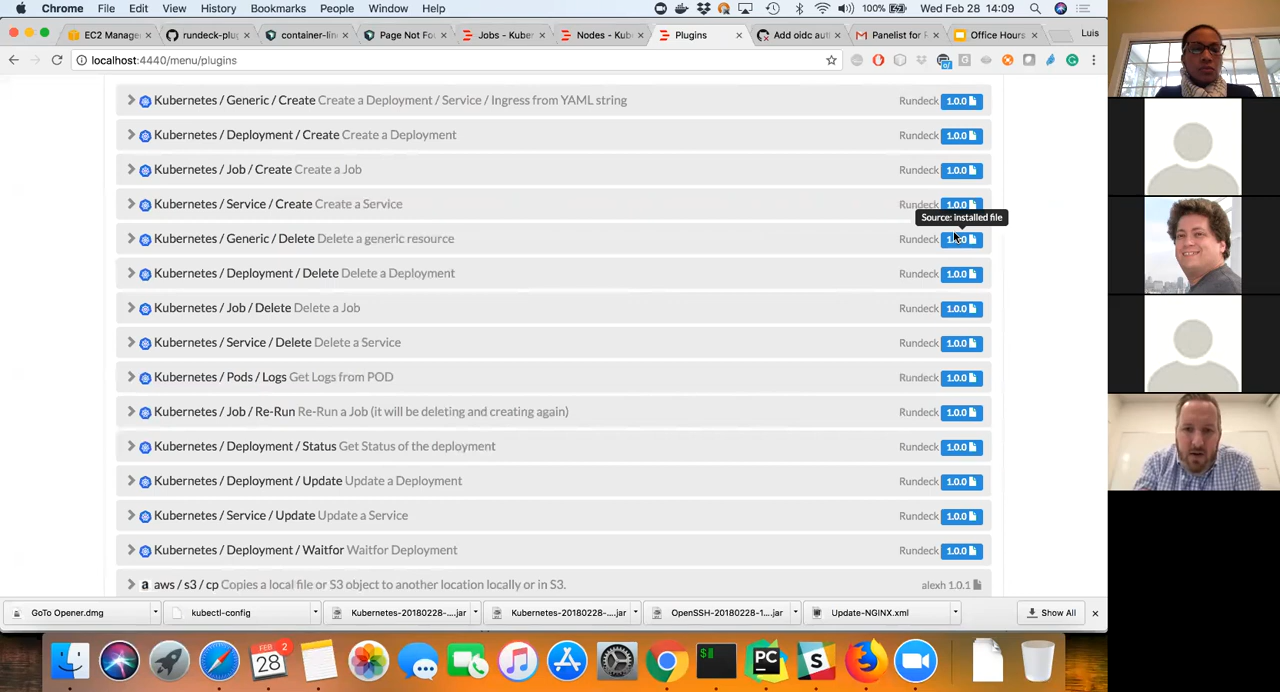 Chrome File Edit View History Bookmarks People Window Help 100% Wed Feb 28 14:09
EC2 Manage rundeck-plu container-lin Page Not Fou Jobs - Kuber Nodes - Kub Plugins Add oidc aut Panelist for F Office Hours Luis
localhost:4440/menu/plugins
Kubernetes / Generic / Create Create a Deployment / Service / Ingress from YAML string Rundeck 1.0.0
Kubernetes / Deployment / Create Create a Deployment Rundeck 1.0.0
Kubernetes / Job / Create Create a Job Rundeck 1.0.0
Kubernetes / Service / Create Create a Service Rundeck 1.0.0
Source: installed file
Kubernetes / Generic / Delete Delete a generic resource Rundeck 1.0.0
Kubernetes / Deployment / Delete Delete a Deployment Rundeck 1.0.0
Kubernetes / Job / Delete Delete a Job Rundeck 1.0.0
Kubernetes / Service / Delete Delete a Service Rundeck 1.0.0
Kubernetes / Pods / Logs Get Logs from POD Rundeck 1.0.0
Kubernetes / Job / Re-Run Re-Run a Job (it will be deleting and creating again) Rundeck 1.0.0
Kubernetes / Deployment / Status Get Status of the deployment Rundeck 1.0.0
Kubernetes / Deployment / Update Update a Deployment Rundeck 1.0.0
Kubernetes / Service / Update Update a Service Rundeck 1.0.0
Kubernetes / Deployment / Waitfor Waitfor Deployment Rundeck 1.0.0
a aws / s3 / cp Copies a local file or S3 object to another location locally or in S3. alexh 1.0.1
GoTo Opener.dmg kubectl-config Kubernetes-20180228-....jar Kubernetes-20180228-....jar OpenSSH-20180228-1....jar Update-NGINX.xml Show All
FEB 28 2 $ PC S